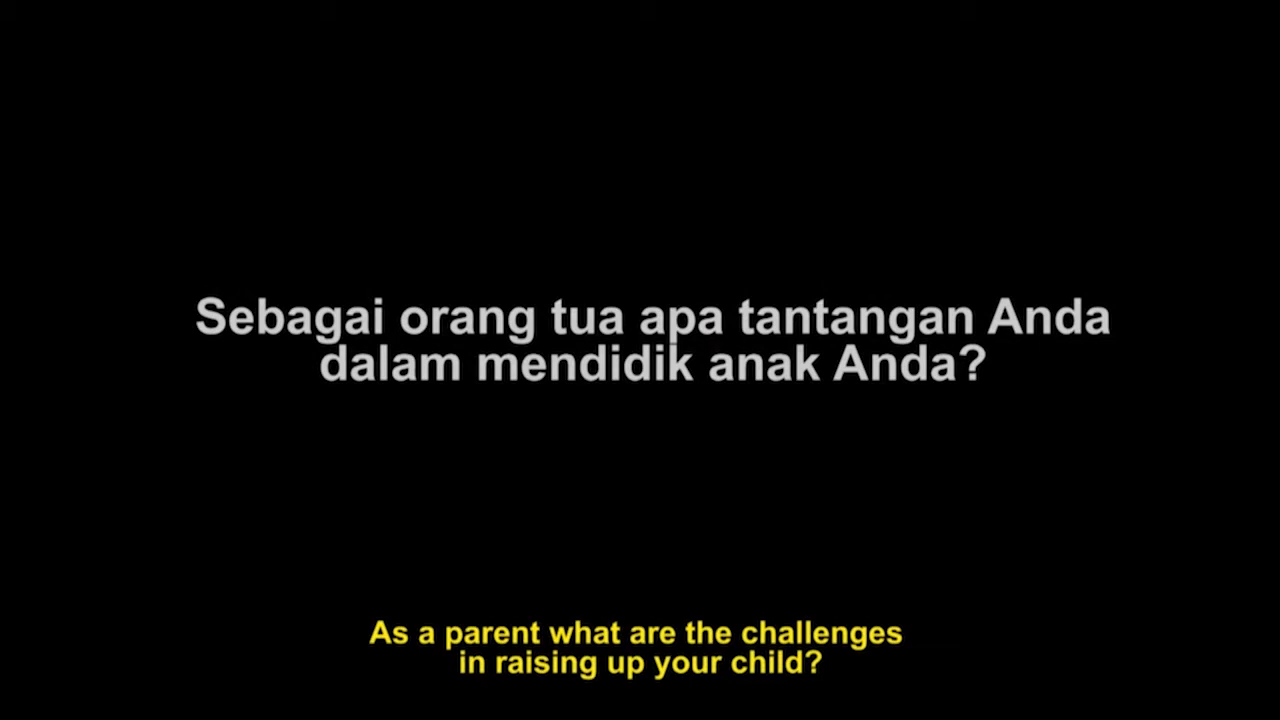 Sebagai orang tua apa tantangan Anda
dalam mendidik anak Anda?
As a parent what are the challenges
in raising up your child?